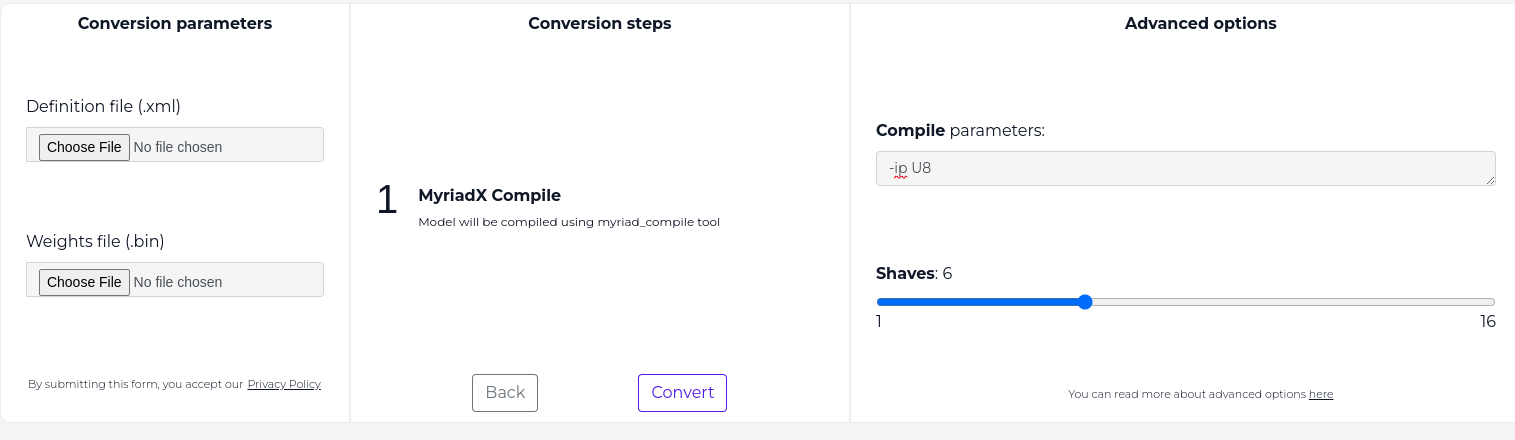 Conversion parameters
Definition file (.xml)
Choose File No file chosen
Weights file (.bin)
Choose File No file chosen
By submitting this form, you accept our Privacy Policy
Conversion steps
1 MyriadX Compile
Model will be compiled using myriad_compile tool
Back Convert
Advanced options
Compile parameters:
-ip U8
Shaves: 6
1 16
You can read more about advanced options here